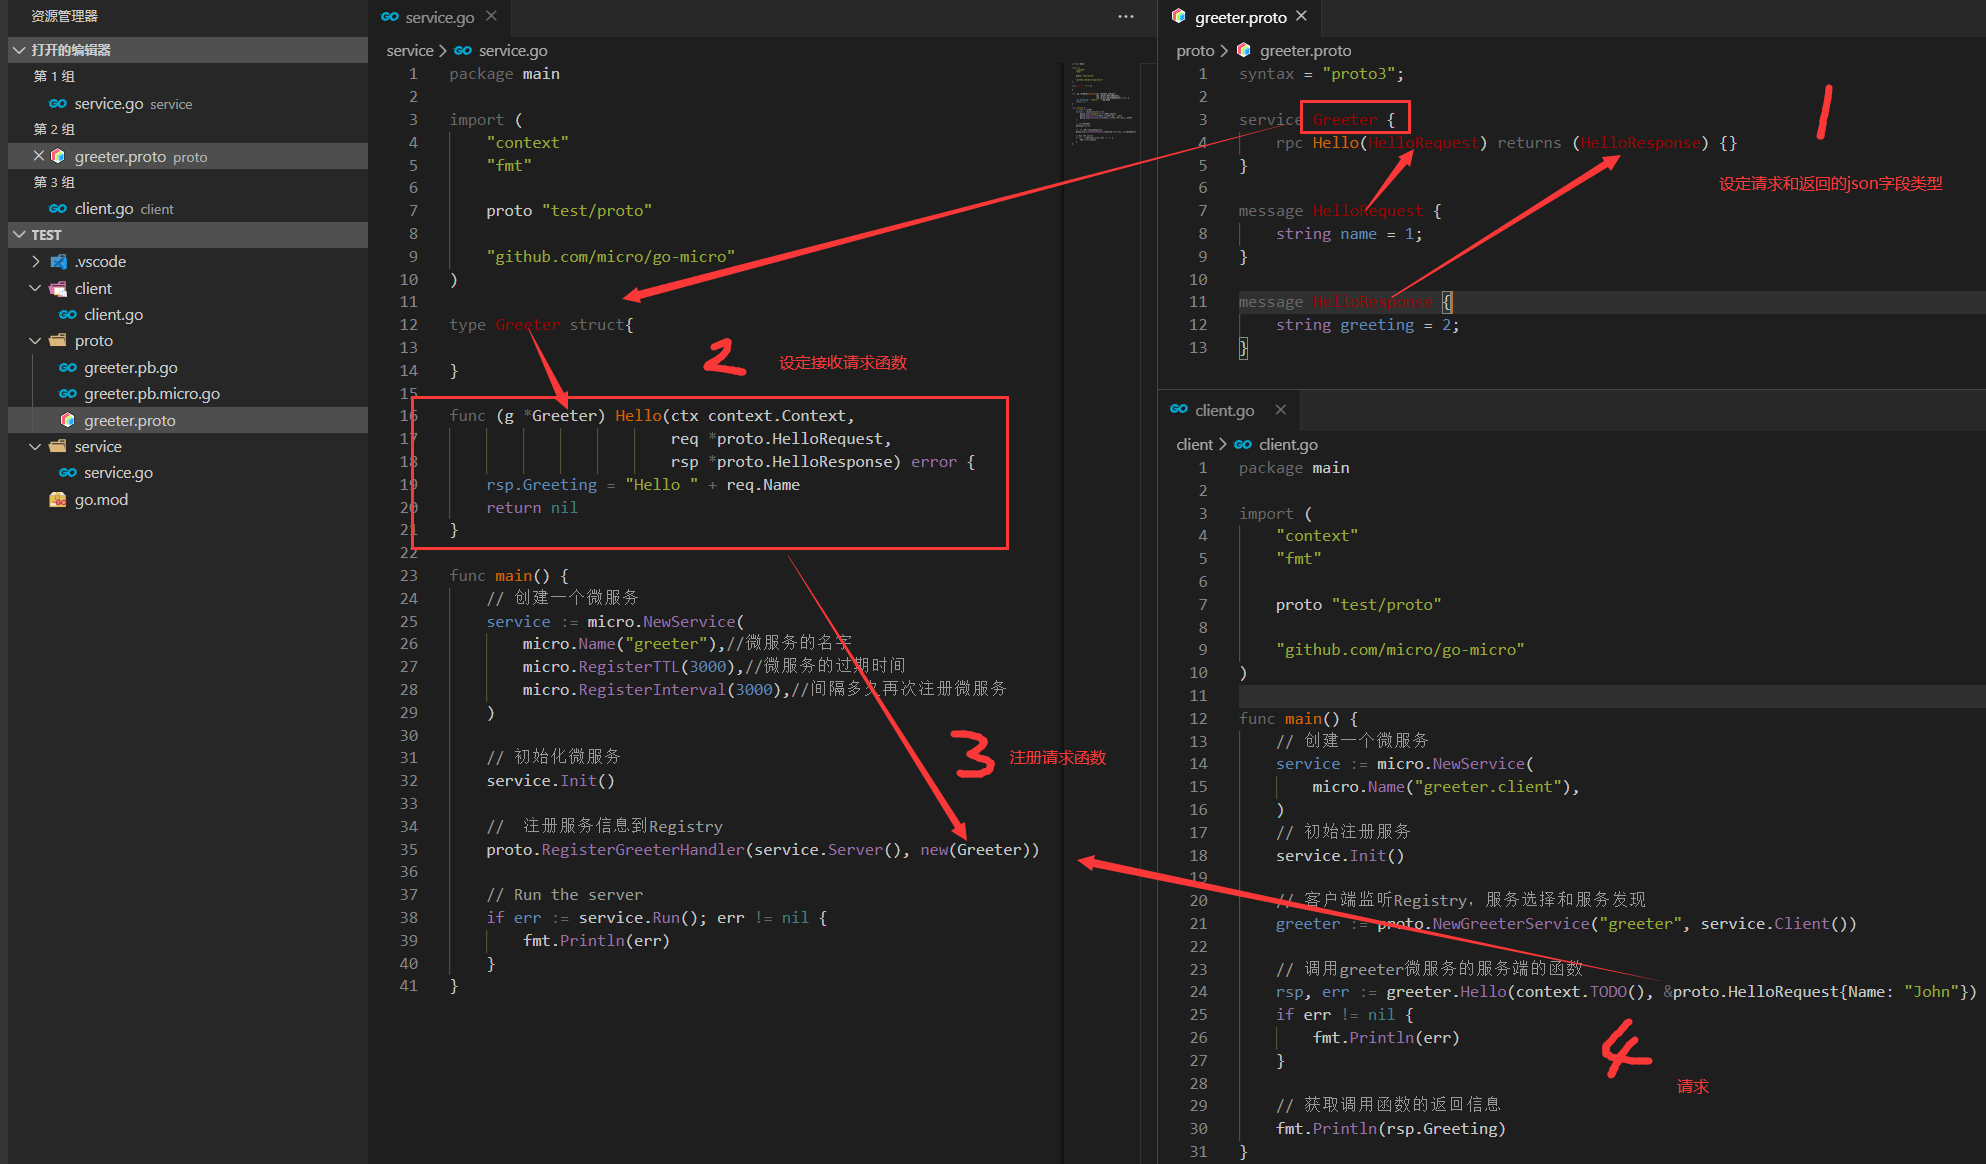 资源管理器
打开的编辑器
第 1 组
service.go service
第 2 组
greeter.proto proto
第 3 组
client.go client
TEST
.vscode
client
client.go
proto
greeter.pb.go
greeter.pb.micro.go
greeter.proto
service
service.go
go.mod
service.go
service > service.go
1 package main
2
3 import (
4 "context"
5 "fmt"
6
7 proto "test/proto"
8
9 "github.com/micro/go-micro"
10 )
11
12 type Greeter struct{
13
14 }
15
16 func (g *Greeter) Hello(ctx context.Context,
17 req *proto.HelloRequest,
18 rsp *proto.HelloResponse) error {
19 rsp.Greeting = "Hello " + req.Name
20 return nil
21 }
22
23 func main() {
24 // 创建一个微服务
25 service := micro.NewService(
26 micro.Name("greeter"),//微服务的名字
27 micro.RegisterTTL(3000),//微服务的过期时间
28 micro.RegisterInterval(3000),//间隔多久再次注册微服务
29 )
30
31 // 初始化微服务
32 service.Init()
33
34 // 注册服务信息到Registry
35 proto.RegisterGreeterHandler(service.Server(), new(Greeter))
36
37 // Run the server
38 if err := service.Run(); err != nil {
39 fmt.Println(err)
40 }
41 }
2 设定接收请求函数
3 注册请求函数
greeter.proto
proto > greeter.proto
1 syntax = "proto3";
2
3 service Greeter {
4 rpc Hello(HelloRequest) returns (HelloResponse) {}
5 }
6
7 message HelloRequest {
8 string name = 1;
9 }
10
11 message HelloResponse {
12 string greeting = 2;
13 }
1
设定请求和返回的json字段类型
client.go
client > client.go
1 package main
2
3 import (
4 "context"
5 "fmt"
6
7 proto "test/proto"
8
9 "github.com/micro/go-micro"
10 )
11
12 func main() {
13 // 创建一个微服务
14 service := micro.NewService(
15 micro.Name("greeter.client"),
16 )
17 // 初始注册服务
18 service.Init()
19
20 // 客户端监听Registry，服务选择和服务发现
21 greeter := proto.NewGreeterService("greeter", service.Client())
22
23 // 调用greeter微服务的服务端的函数
24 rsp, err := greeter.Hello(context.TODO(), &proto.HelloRequest{Name: "John"})
25 if err != nil {
26 fmt.Println(err)
27 }
28
29 // 获取调用函数的返回信息
30 fmt.Println(rsp.Greeting)
31 }
4
请求